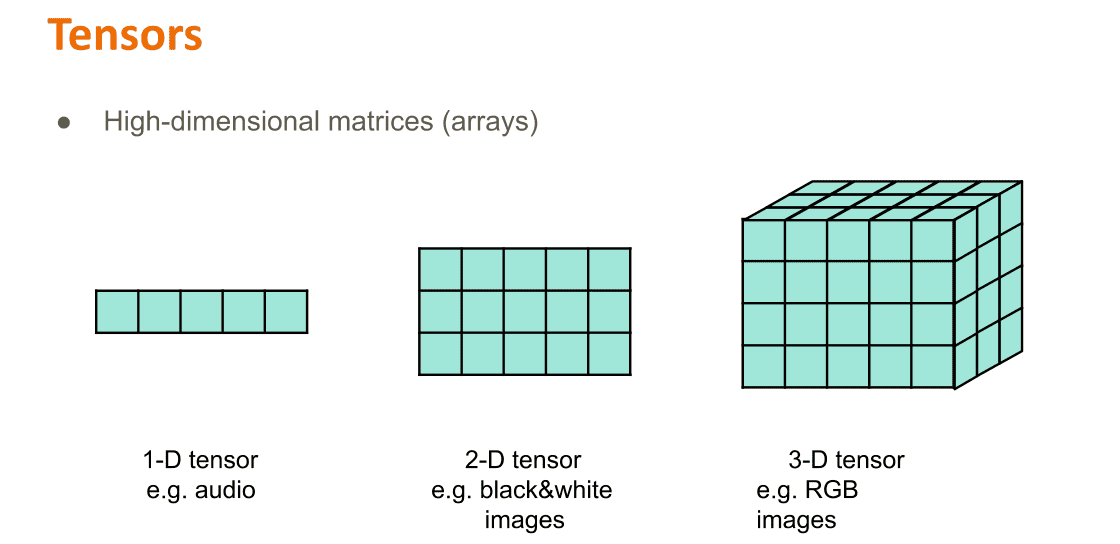 Tensors
● High-dimensional matrices (arrays)
1-D tensor
e.g. audio
2-D tensor
e.g. black&white
images
3-D tensor
e.g. RGB
images